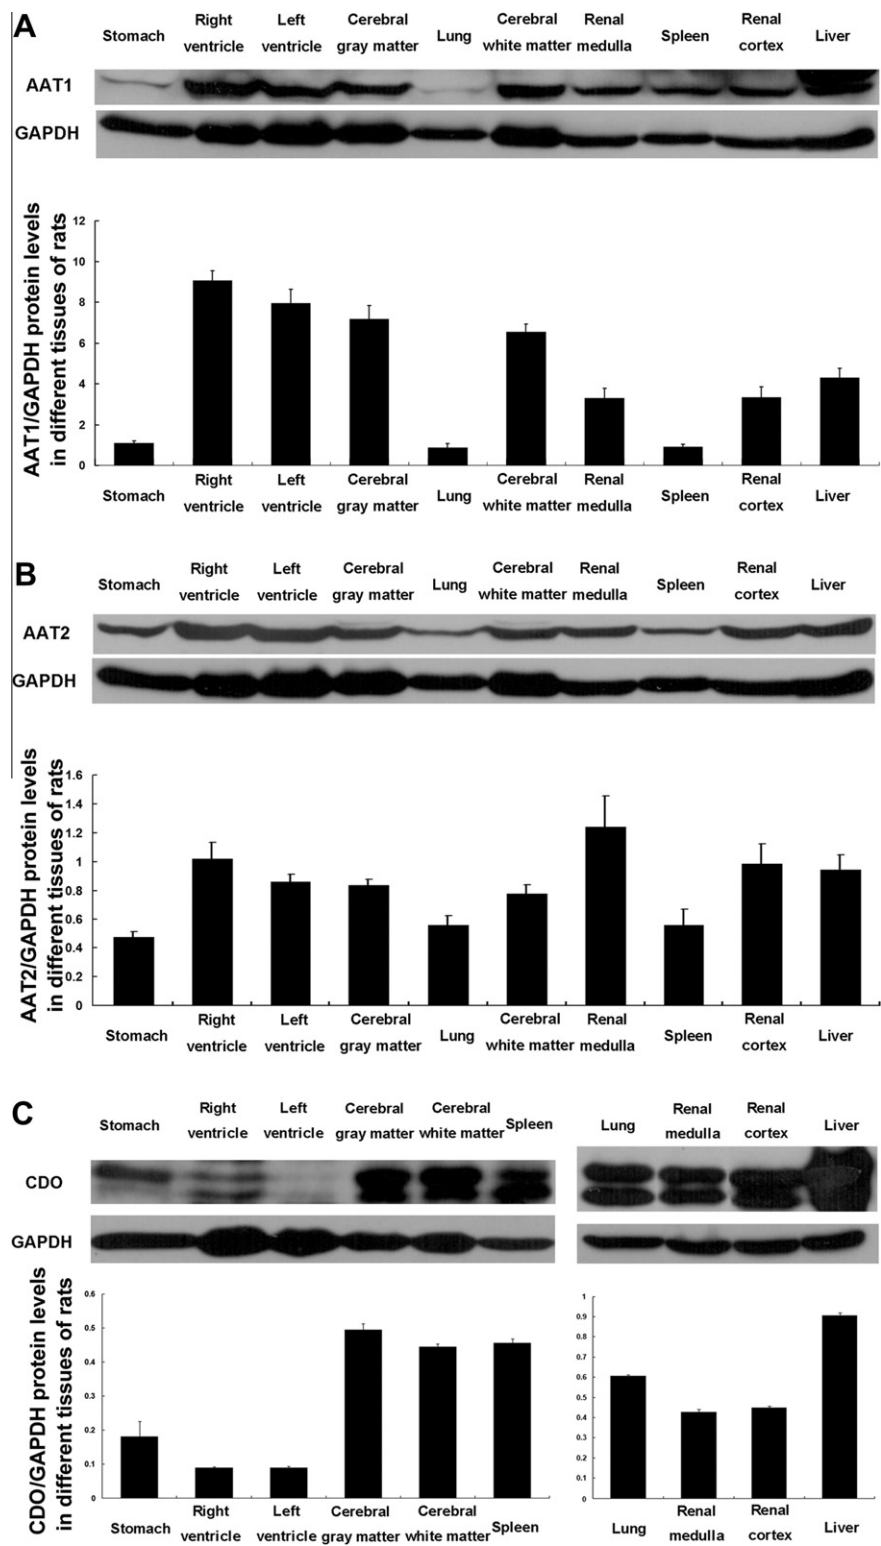 A
Stomach Right ventricle Left ventricle Cerebral gray matter Lung Cerebral white matter Renal medulla Spleen Renal cortex Liver
AAT1
GAPDH
AAT1/GAPDH protein levels
in different tissues of rats
12
10
8
6
4
2
0
Stomach Right ventricle Left ventricle Cerebral gray matter Lung Cerebral white matter Renal medulla Spleen Renal cortex Liver
B
Stomach Right ventricle Left ventricle Cerebral gray matter Lung Cerebral white matter Renal medulla Spleen Renal cortex Liver
AAT2
GAPDH
AAT2/GAPDH protein levels
in different tissues of rats
1.6
1.4
1.2
1
0.8
0.6
0.4
0.2
0
Stomach Right ventricle Left ventricle Cerebral gray matter Lung Cerebral white matter Renal medulla Spleen Renal cortex Liver
C
Stomach Right ventricle Left ventricle Cerebral gray matter Cerebral white matter Spleen Lung Renal medulla Renal cortex Liver
CDO
GAPDH
CDO/GAPDH protein levels
in different tissues of rats
0.6
0.5
0.4
0.3
0.2
0.1
0
Stomach Right ventricle Left ventricle Cerebral gray matter Cerebral white matter Spleen
1
0.9
0.8
0.7
0.6
0.5
0.4
0.3
0.2
0.1
0
Lung Renal medulla Renal cortex Liver